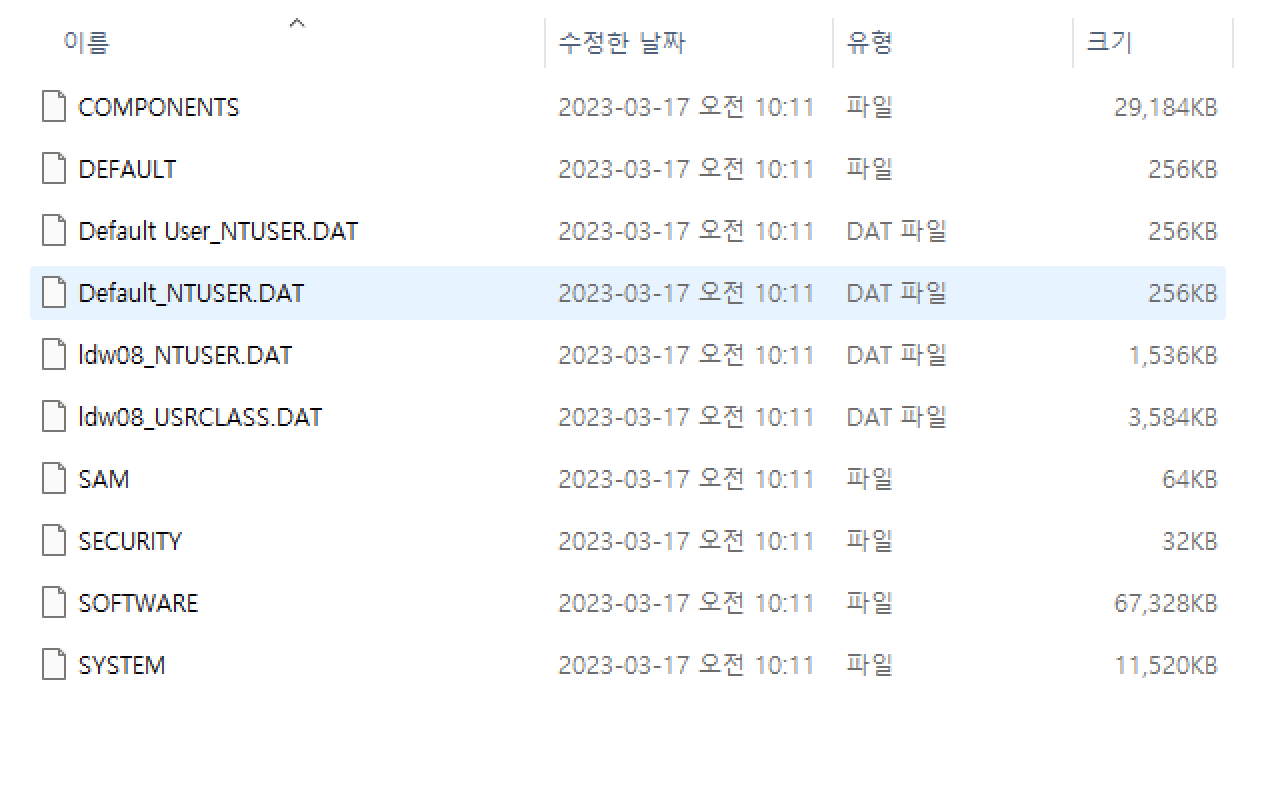 이름 수정한 날짜 유형 크기
COMPONENTS 2023-03-17 오전 10:11 파일 29,184KB
DEFAULT 2023-03-17 오전 10:11 파일 256KB
Default User_NTUSER.DAT 2023-03-17 오전 10:11 DAT 파일 256KB
Default_NTUSER.DAT 2023-03-17 오전 10:11 DAT 파일 256KB
ldw08_NTUSER.DAT 2023-03-17 오전 10:11 DAT 파일 1,536KB
ldw08_USRCLASS.DAT 2023-03-17 오전 10:11 DAT 파일 3,584KB
SAM 2023-03-17 오전 10:11 파일 64KB
SECURITY 2023-03-17 오전 10:11 파일 32KB
SOFTWARE 2023-03-17 오전 10:11 파일 67,328KB
SYSTEM 2023-03-17 오전 10:11 파일 11,520KB